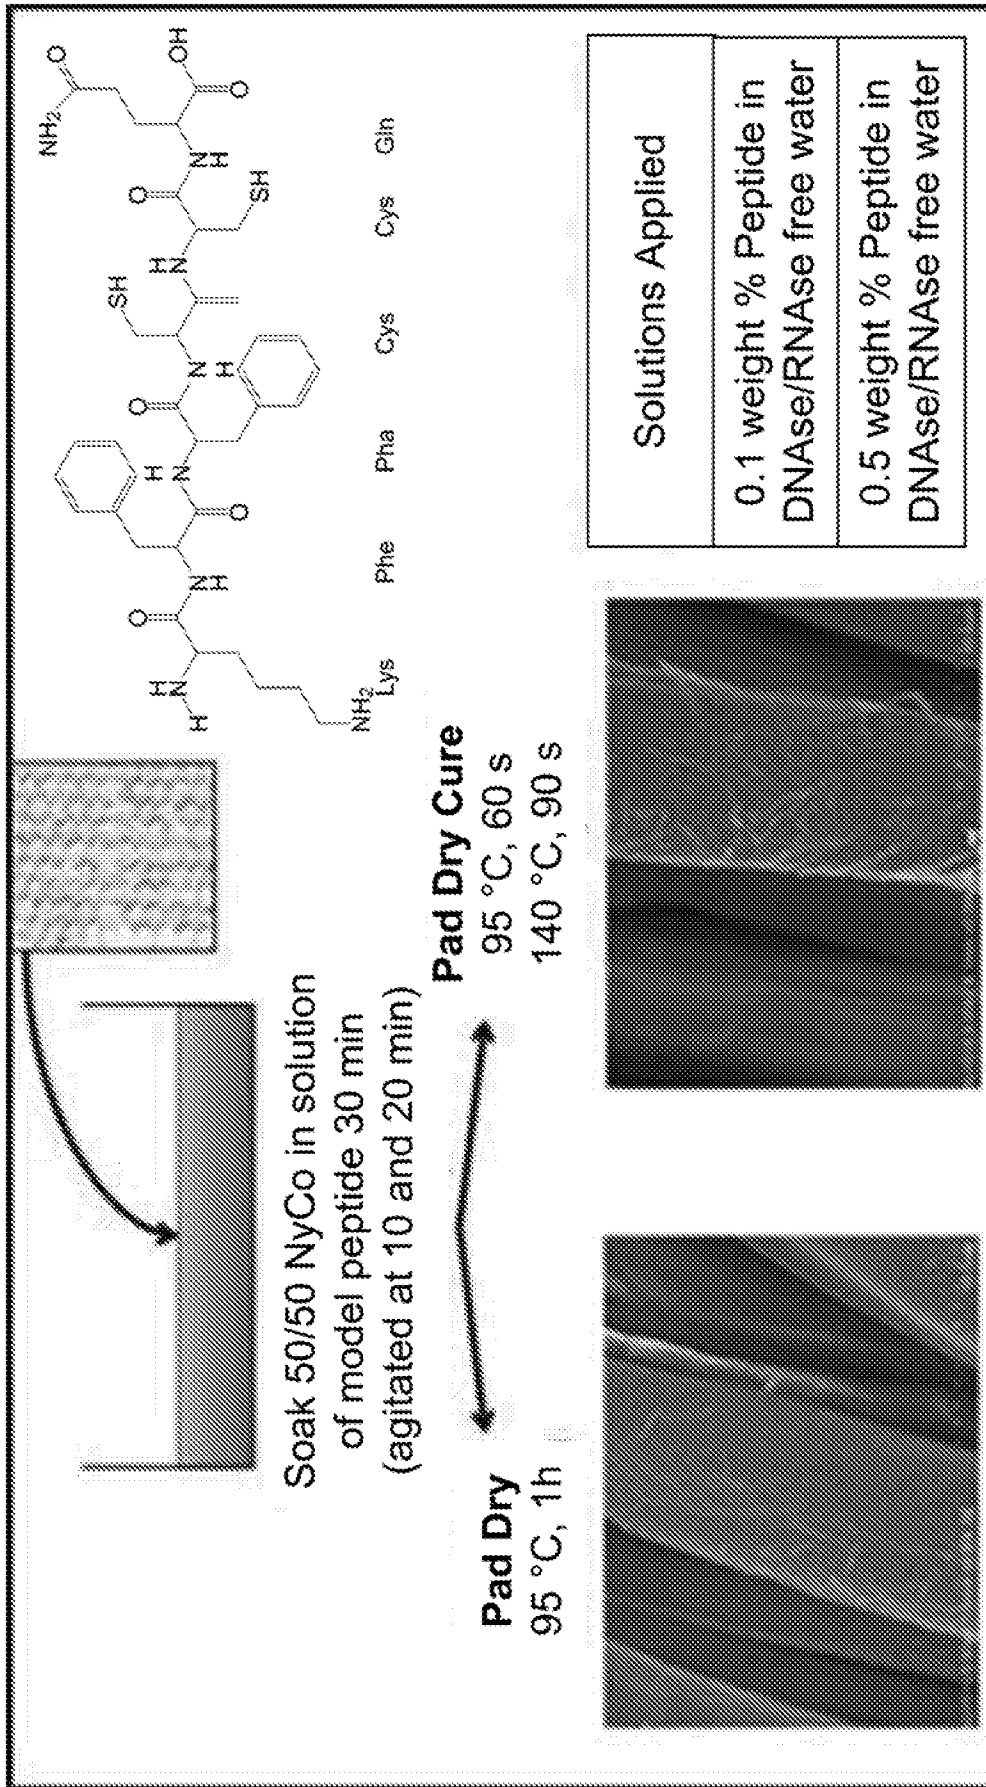 Soak 50/50 NyCo in solution
of model peptide 30 min
(agitated at 10 and 20 min)
Pad Dry
95 °C, 1h
Pad Dry Cure
95 °C, 60 s
140 °C, 90 s
H
N
H
NH2
O
N
H
O
H
N
O
N
H
SH
H
N
O
SH
N
H
O
OH
NH2
O
Lys
Phe
Pha
Cys
Cys
Gln
Solutions Applied
0.1 weight % Peptide in
DNAse/RNAse free water
0.5 weight % Peptide in
DNAse/RNAse free water